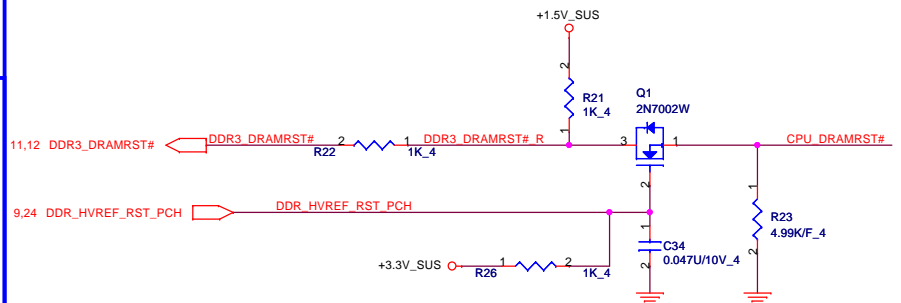 +1.5V_SUS
2
R21
1K_4
1
Q1
2N7002W
11,12 DDR3_DRAMRST#
DDR3_DRAMRST#
2
R22
1
1K_4
DDR3_DRAMRST#_R
3
1
2
CPU_DRAMRST#
9,24 DDR_HVREF_RST_PCH
DDR_HVREF_RST_PCH
1
C34
0.047U/10V_4
2
1
R23
4.99K/F_4
2
+3.3V_SUS
1
R26
2
1K_4